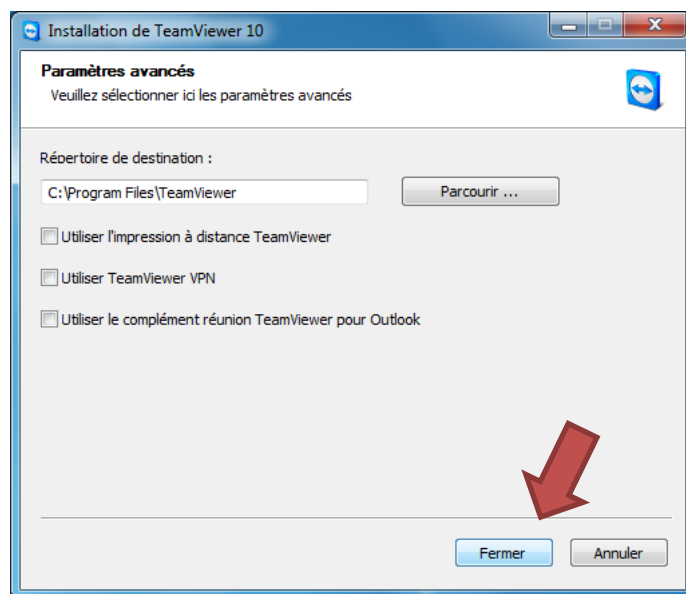 Installation de TeamViewer 10
Paramètres avancés
Veuillez sélectionner ici les paramètres avancés
Répertoire de destination :
C:\Program Files\TeamViewer
Parcourir ...
Utiliser l'impression à distance TeamViewer
Utiliser TeamViewer VPN
Utiliser le complément réunion TeamViewer pour Outlook
Fermer
Annuler